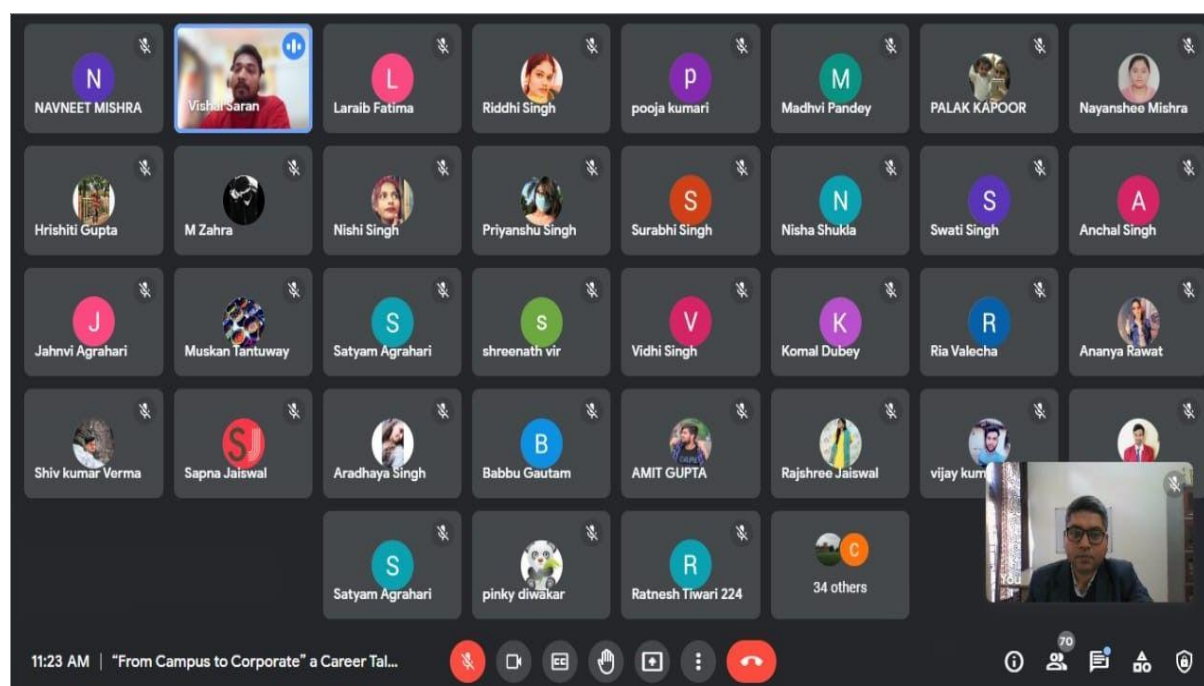 N
NAVNEET MISHRA
Vishal Saran
L
Laraib Fatima
Riddhi Singh
p
pooja kumari
M
Madhvi Pandey
PALAK KAPOOR
Nayanshee Mishra
Hrishiti Gupta
M Zahra
Nishi Singh
Priyanshu Singh
S
Surabhi Singh
N
Nisha Shukla
S
Swati Singh
A
Anchal Singh
J
Jahnvi Agrahari
Muskan Tantuway
S
Satyam Agrahari
s
shreenath vir
V
Vidhi Singh
K
Komal Dubey
R
Ria Valecha
Ananya Rawat
Shiv kumar Verma
SJ
Sapna Jaiswal
Aradhaya Singh
B
Babbu Gautam
AMIT GUPTA
Rajshree Jaiswal
vijay kum
You
S
Satyam Agrahari
pinky diwakar
R
Ratnesh Tiwari 224
C
34 others
11:23 AM | "From Campus to Corporate" a Career Tal...
CC
70